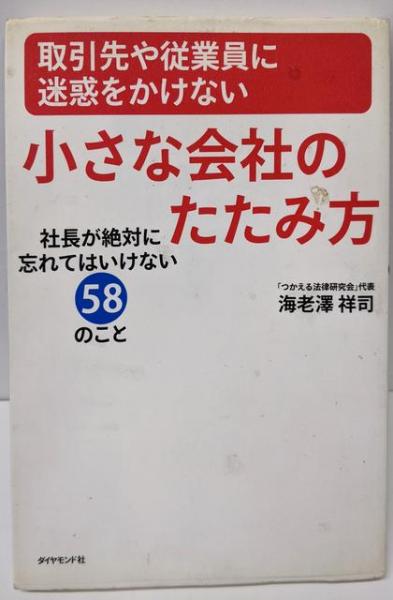 取引先や従業員に
迷惑をかけない
小さな会社の
たたみ方
社長が絶対に
忘れてはいけない
58
のこと
「つかえる法律研究会」代表
海老澤 祥司
ダイヤモンド社